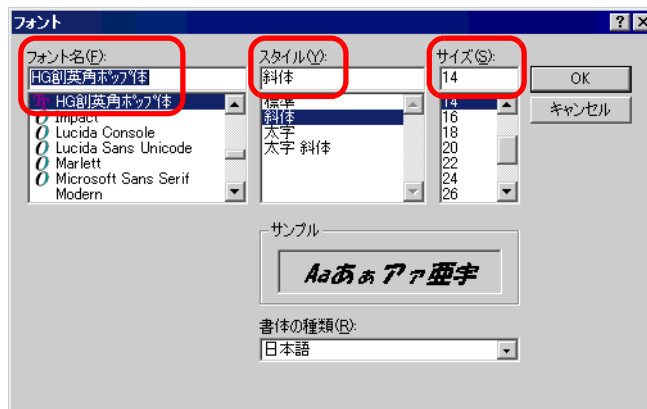 フォント
フォント名(F):
HG創英角ポップ体
HG創英角ポップ体
Impact
Lucida Console
Lucida Sans Unicode
Marlett
Microsoft Sans Serif
Modern
スタイル(Y):
斜体
標準
斜体
太字
太字 斜体
サイズ(S):
14
14
16
18
20
22
24
26
OK
キャンセル
サンプル
Aaあぁアァ亜宇
書体の種類(R):
日本語